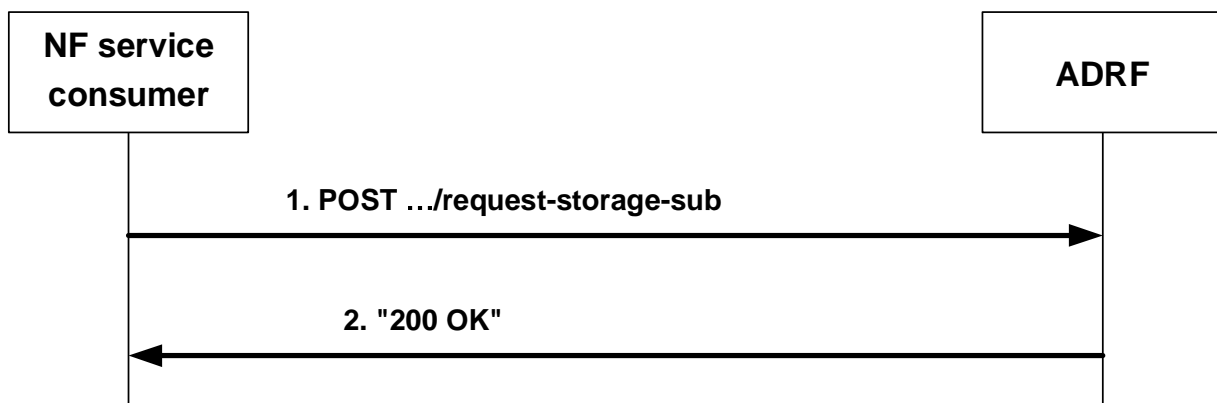 NF service
consumer
ADRF
1. POST …/request-storage-sub
2. "200 OK"